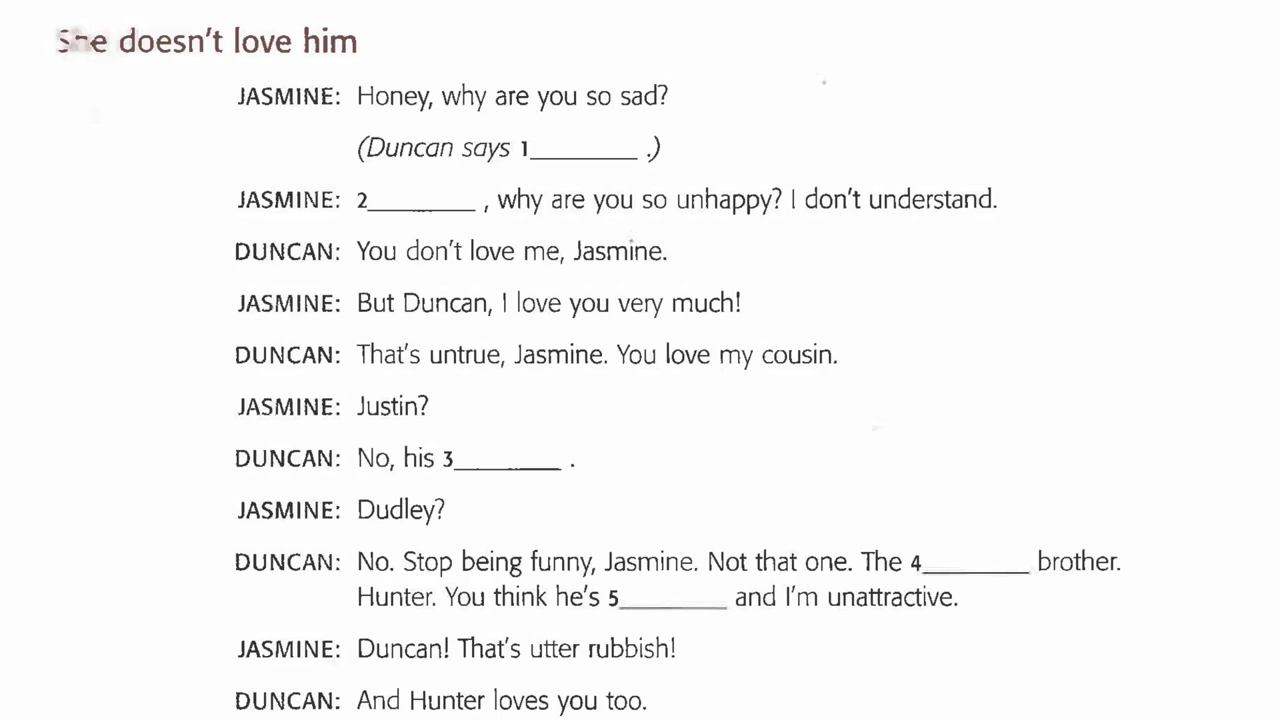 She doesn't love him
JASMINE: Honey, why are you so sad?
(Duncan says 1________ .)
JASMINE: 2________ , why are you so unhappy? I don't understand.
DUNCAN: You don't love me, Jasmine.
JASMINE: But Duncan, I love you very much!
DUNCAN: That's untrue, Jasmine. You love my cousin.
JASMINE: Justin?
DUNCAN: No, his 3________ .
JASMINE: Dudley?
DUNCAN: No. Stop being funny, Jasmine. Not that one. The 4________ brother.
Hunter. You think he's 5________ and I'm unattractive.
JASMINE: Duncan! That's utter rubbish!
DUNCAN: And Hunter loves you too.